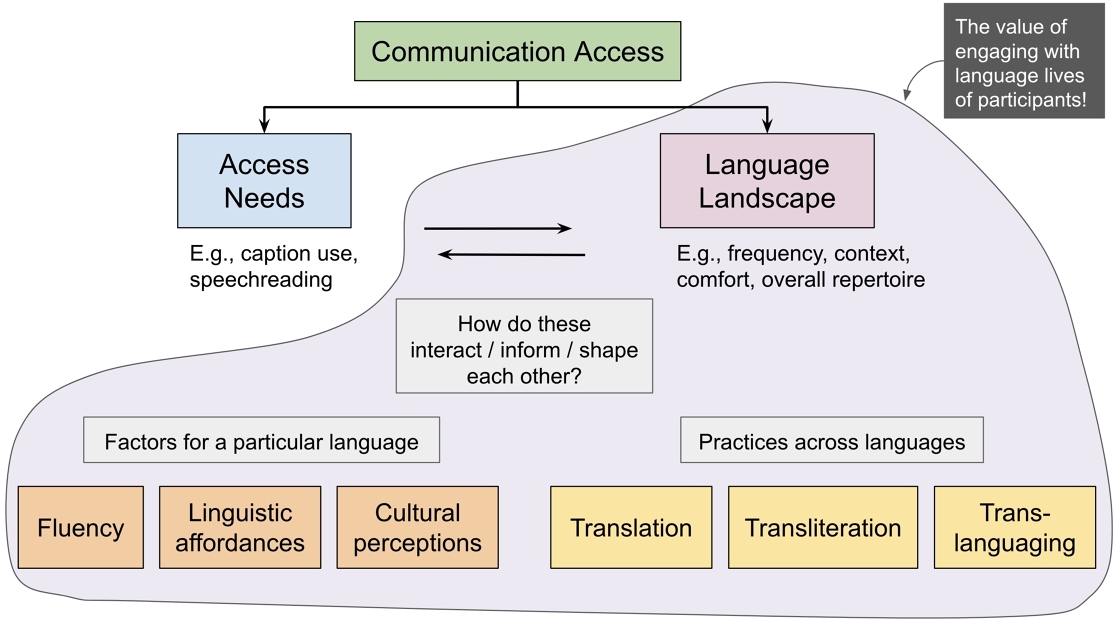 Communication Access
The value of
engaging with
language lives
of participants!
Access
Needs
Language
Landscape
E.g., caption use,
speechreading
E.g., frequency, context,
comfort, overall repertoire
How do these
interact / inform / shape
each other?
Factors for a particular language
Practices across languages
Fluency
Linguistic
affordances
Cultural
perceptions
Translation
Transliteration
Trans-
languaging